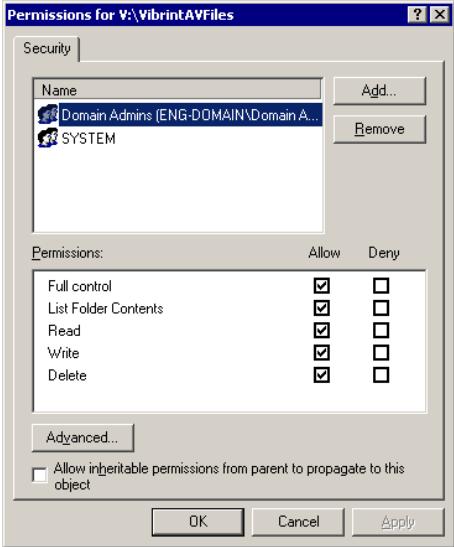 Permissions for V:\VibrintAVFiles
Security
Name
Domain Admins (ENG-DOMAIN\Domain A...
SYSTEM
Add...
Remove
Permissions: Allow Deny
Full control
List Folder Contents
Read
Write
Delete
Advanced...
Allow inheritable permissions from parent to propagate to this
object
OK Cancel Apply